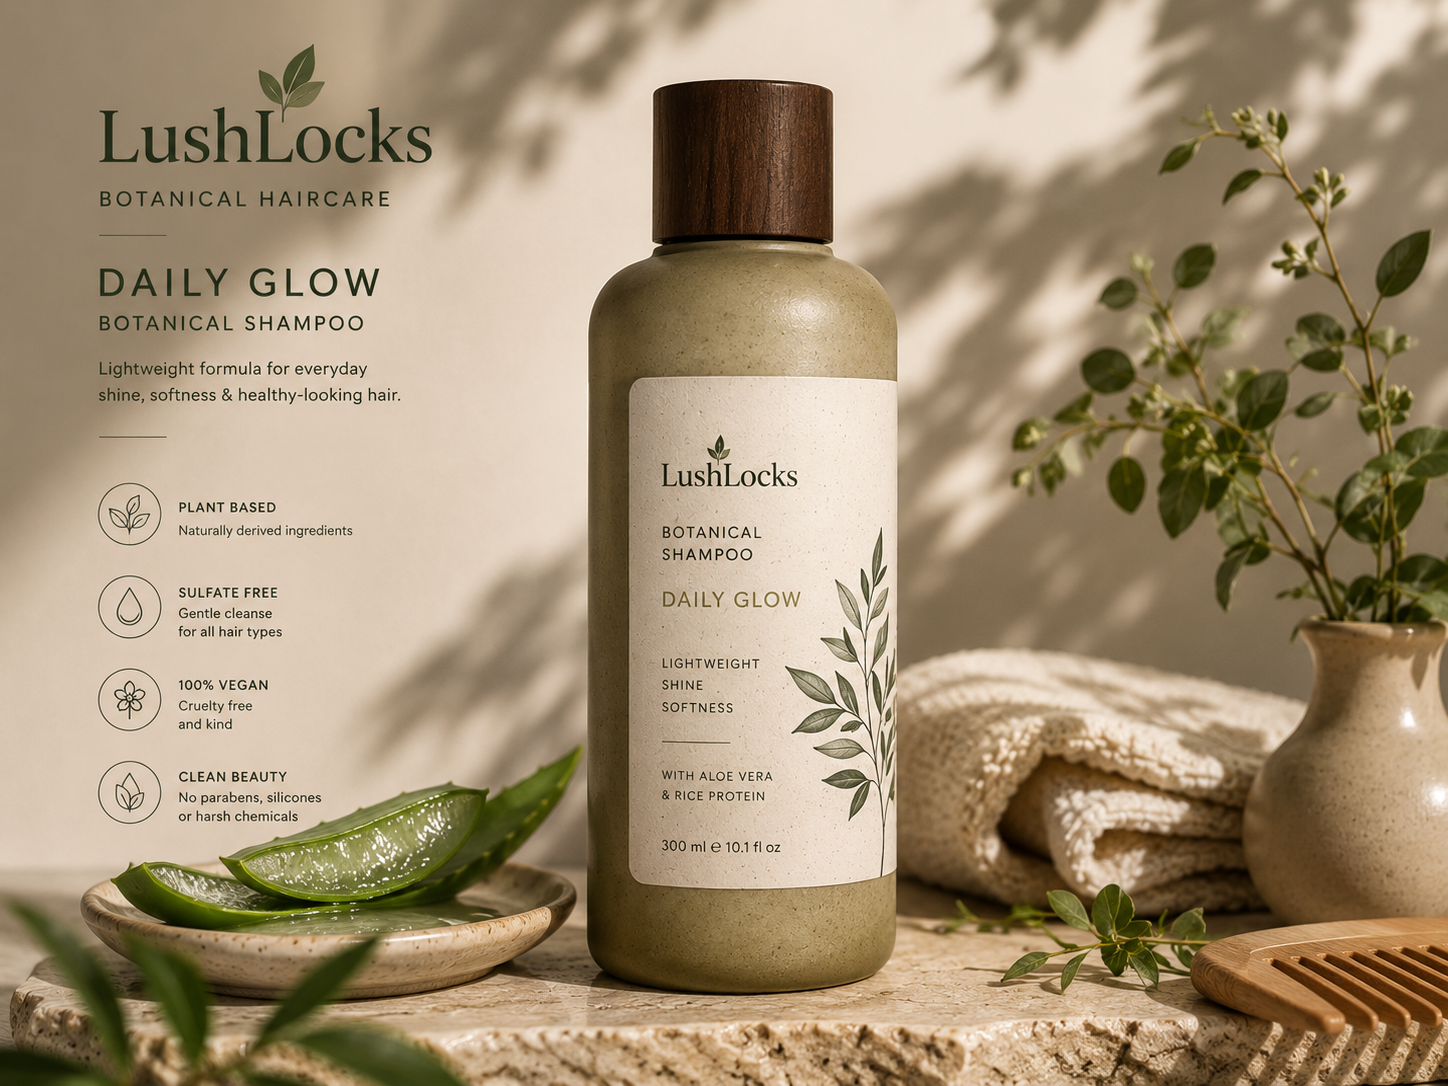 LushLocks
BOTANICAL HAIRCARE
DAILY GLOW
BOTANICAL SHAMPOO
Lightweight formula for everyday
shine, softness & healthy-looking hair.
PLANT BASED
Naturally derived ingredients
SULFATE FREE
Gentle cleanse
for all hair types
100% VEGAN
Cruelty free
and kind
CLEAN BEAUTY
No parabens, silicones
or harsh chemicals
LushLocks
BOTANICAL
SHAMPOO
DAILY GLOW
LIGHTWEIGHT
SHINE
SOFTNESS
WITH ALOE VERA
& RICE PROTEIN
300 ml ℮ 10.1 fl oz